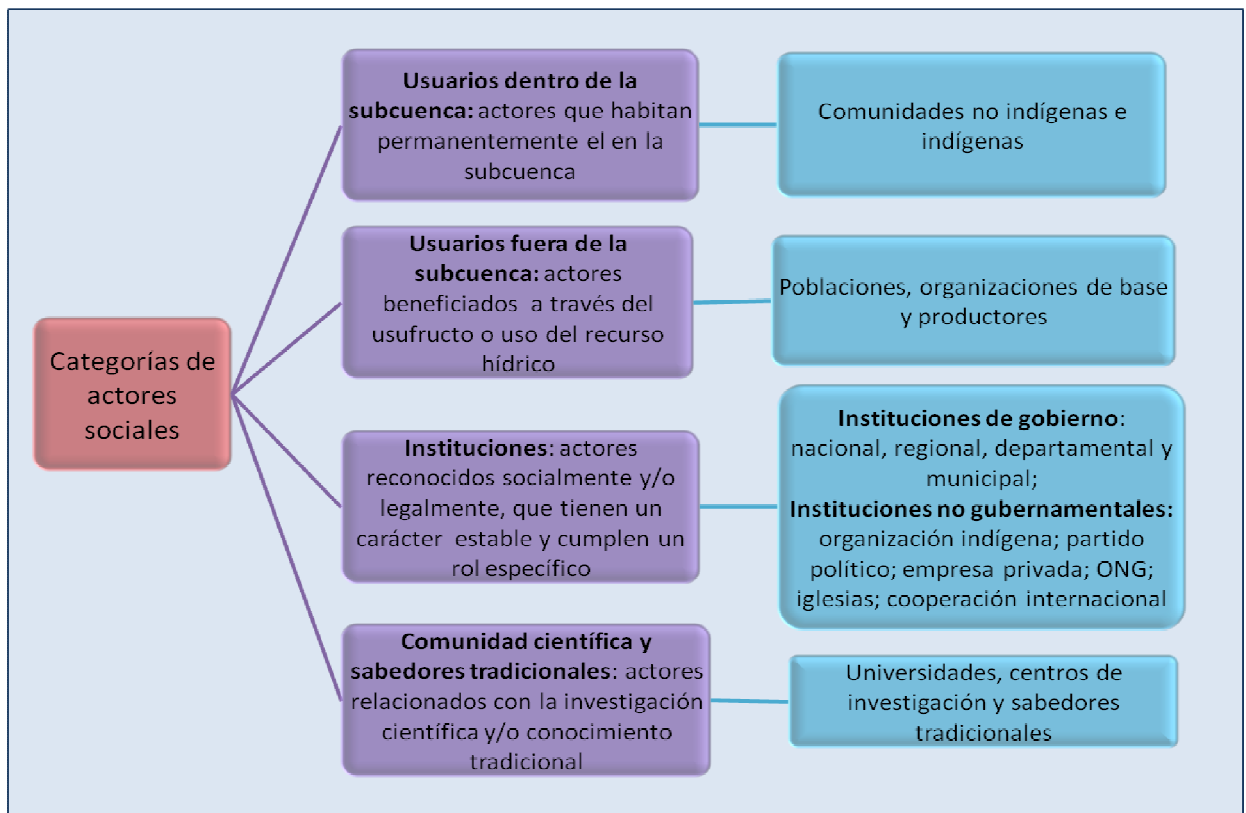 Categorías de
actores
sociales
Usuarios dentro de la
subcuenca: actores que habitan
permanentemente el en la
subcuenca
Comunidades no indígenas e
indígenas
Usuarios fuera de la
subcuenca: actores
beneficiados a través del
usufructo o uso del recurso
hídrico
Poblaciones, organizaciones de base
y productores
Instituciones: actores
reconocidos socialmente y/o
legalmente, que tienen un
carácter estable y cumplen un
rol específico
Instituciones de gobierno:
nacional, regional, departamental y
municipal;
Instituciones no gubernamentales:
organización indígena; partido
político; empresa privada; ONG;
iglesias; cooperación internacional
Comunidad científica y
sabedores tradicionales: actores
relacionados con la investigación
científica y/o conocimiento
tradicional
Universidades, centros de
investigación y sabedores
tradicionales